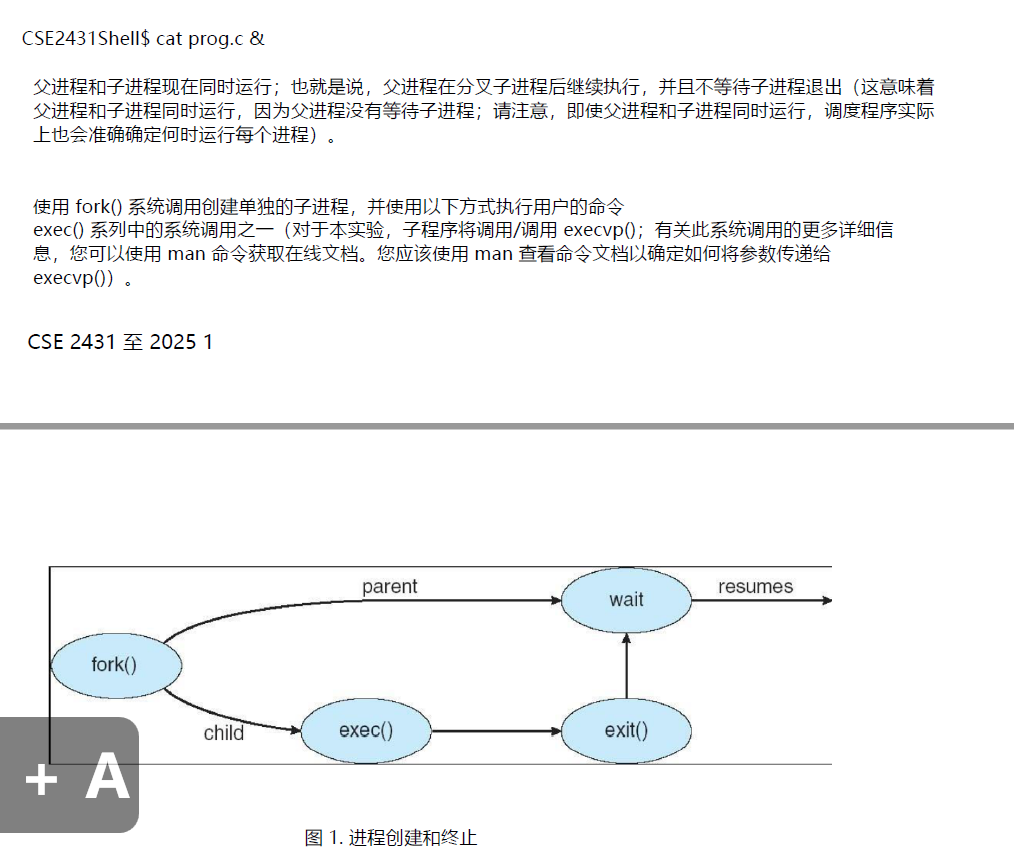 CSE2431Shell$ cat prog.c &
父进程和子进程现在同时运行；也就是说，父进程在分叉子进程后继续执行，并且不等待子进程退出（这意味着
父进程和子进程同时运行，因为父进程没有等待子进程；请注意，即使父进程和子进程同时运行，调度程序实际
上也会准确确定何时运行每个进程）。
使用 fork() 系统调用创建单独的子进程，并使用以下方式执行用户的命令
exec() 系列中的系统调用之一（对于本实验，子程序将调用/调用 execvp()；有关此系统调用的更多详细信
息，您可以使用 man 命令获取在线文档。您应该使用 man 查看命令文档以确定如何将参数传递给
execvp()）。
CSE 2431 至 2025 1
parent
wait
resumes
fork()
child
exec()
exit()
+ A
图 1. 进程创建和终止